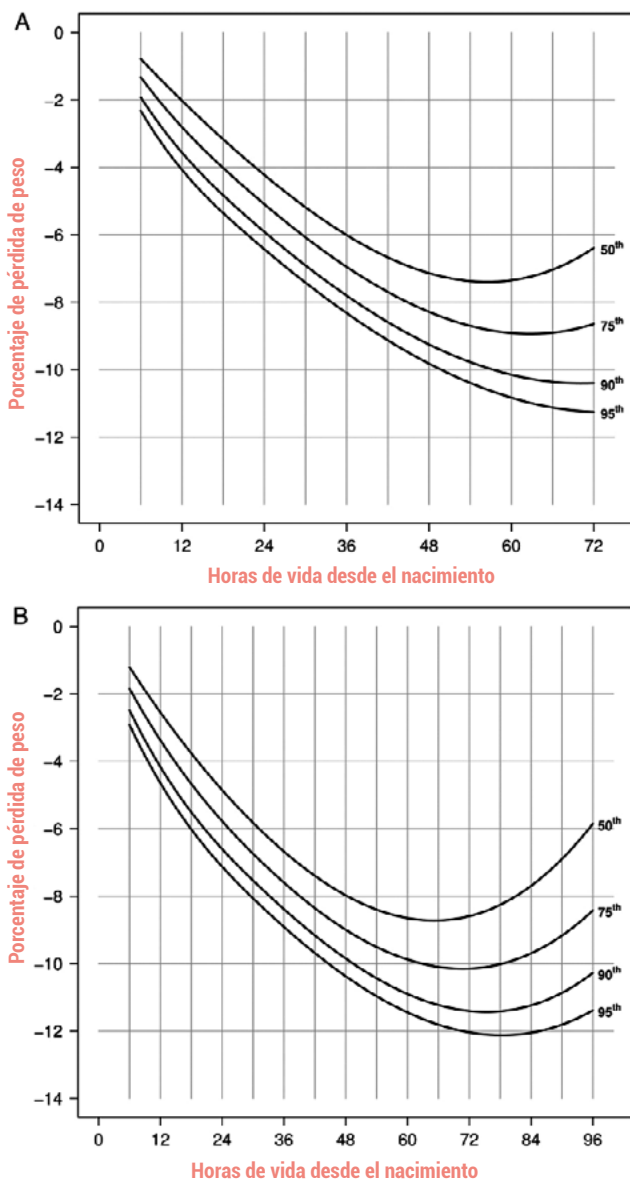 A
0
−2
−4
−6
−8
−10
−12
−14
Porcentaje de pérdida de peso
50th
75th
90th
95th
0 12 24 36 48 60 72
Horas de vida desde el nacimiento
B
0
−2
−4
−6
−8
−10
−12
−14
Porcentaje de pérdida de peso
50th
75th
90th
95th
0 12 24 36 48 60 72 84 96
Horas de vida desde el nacimiento